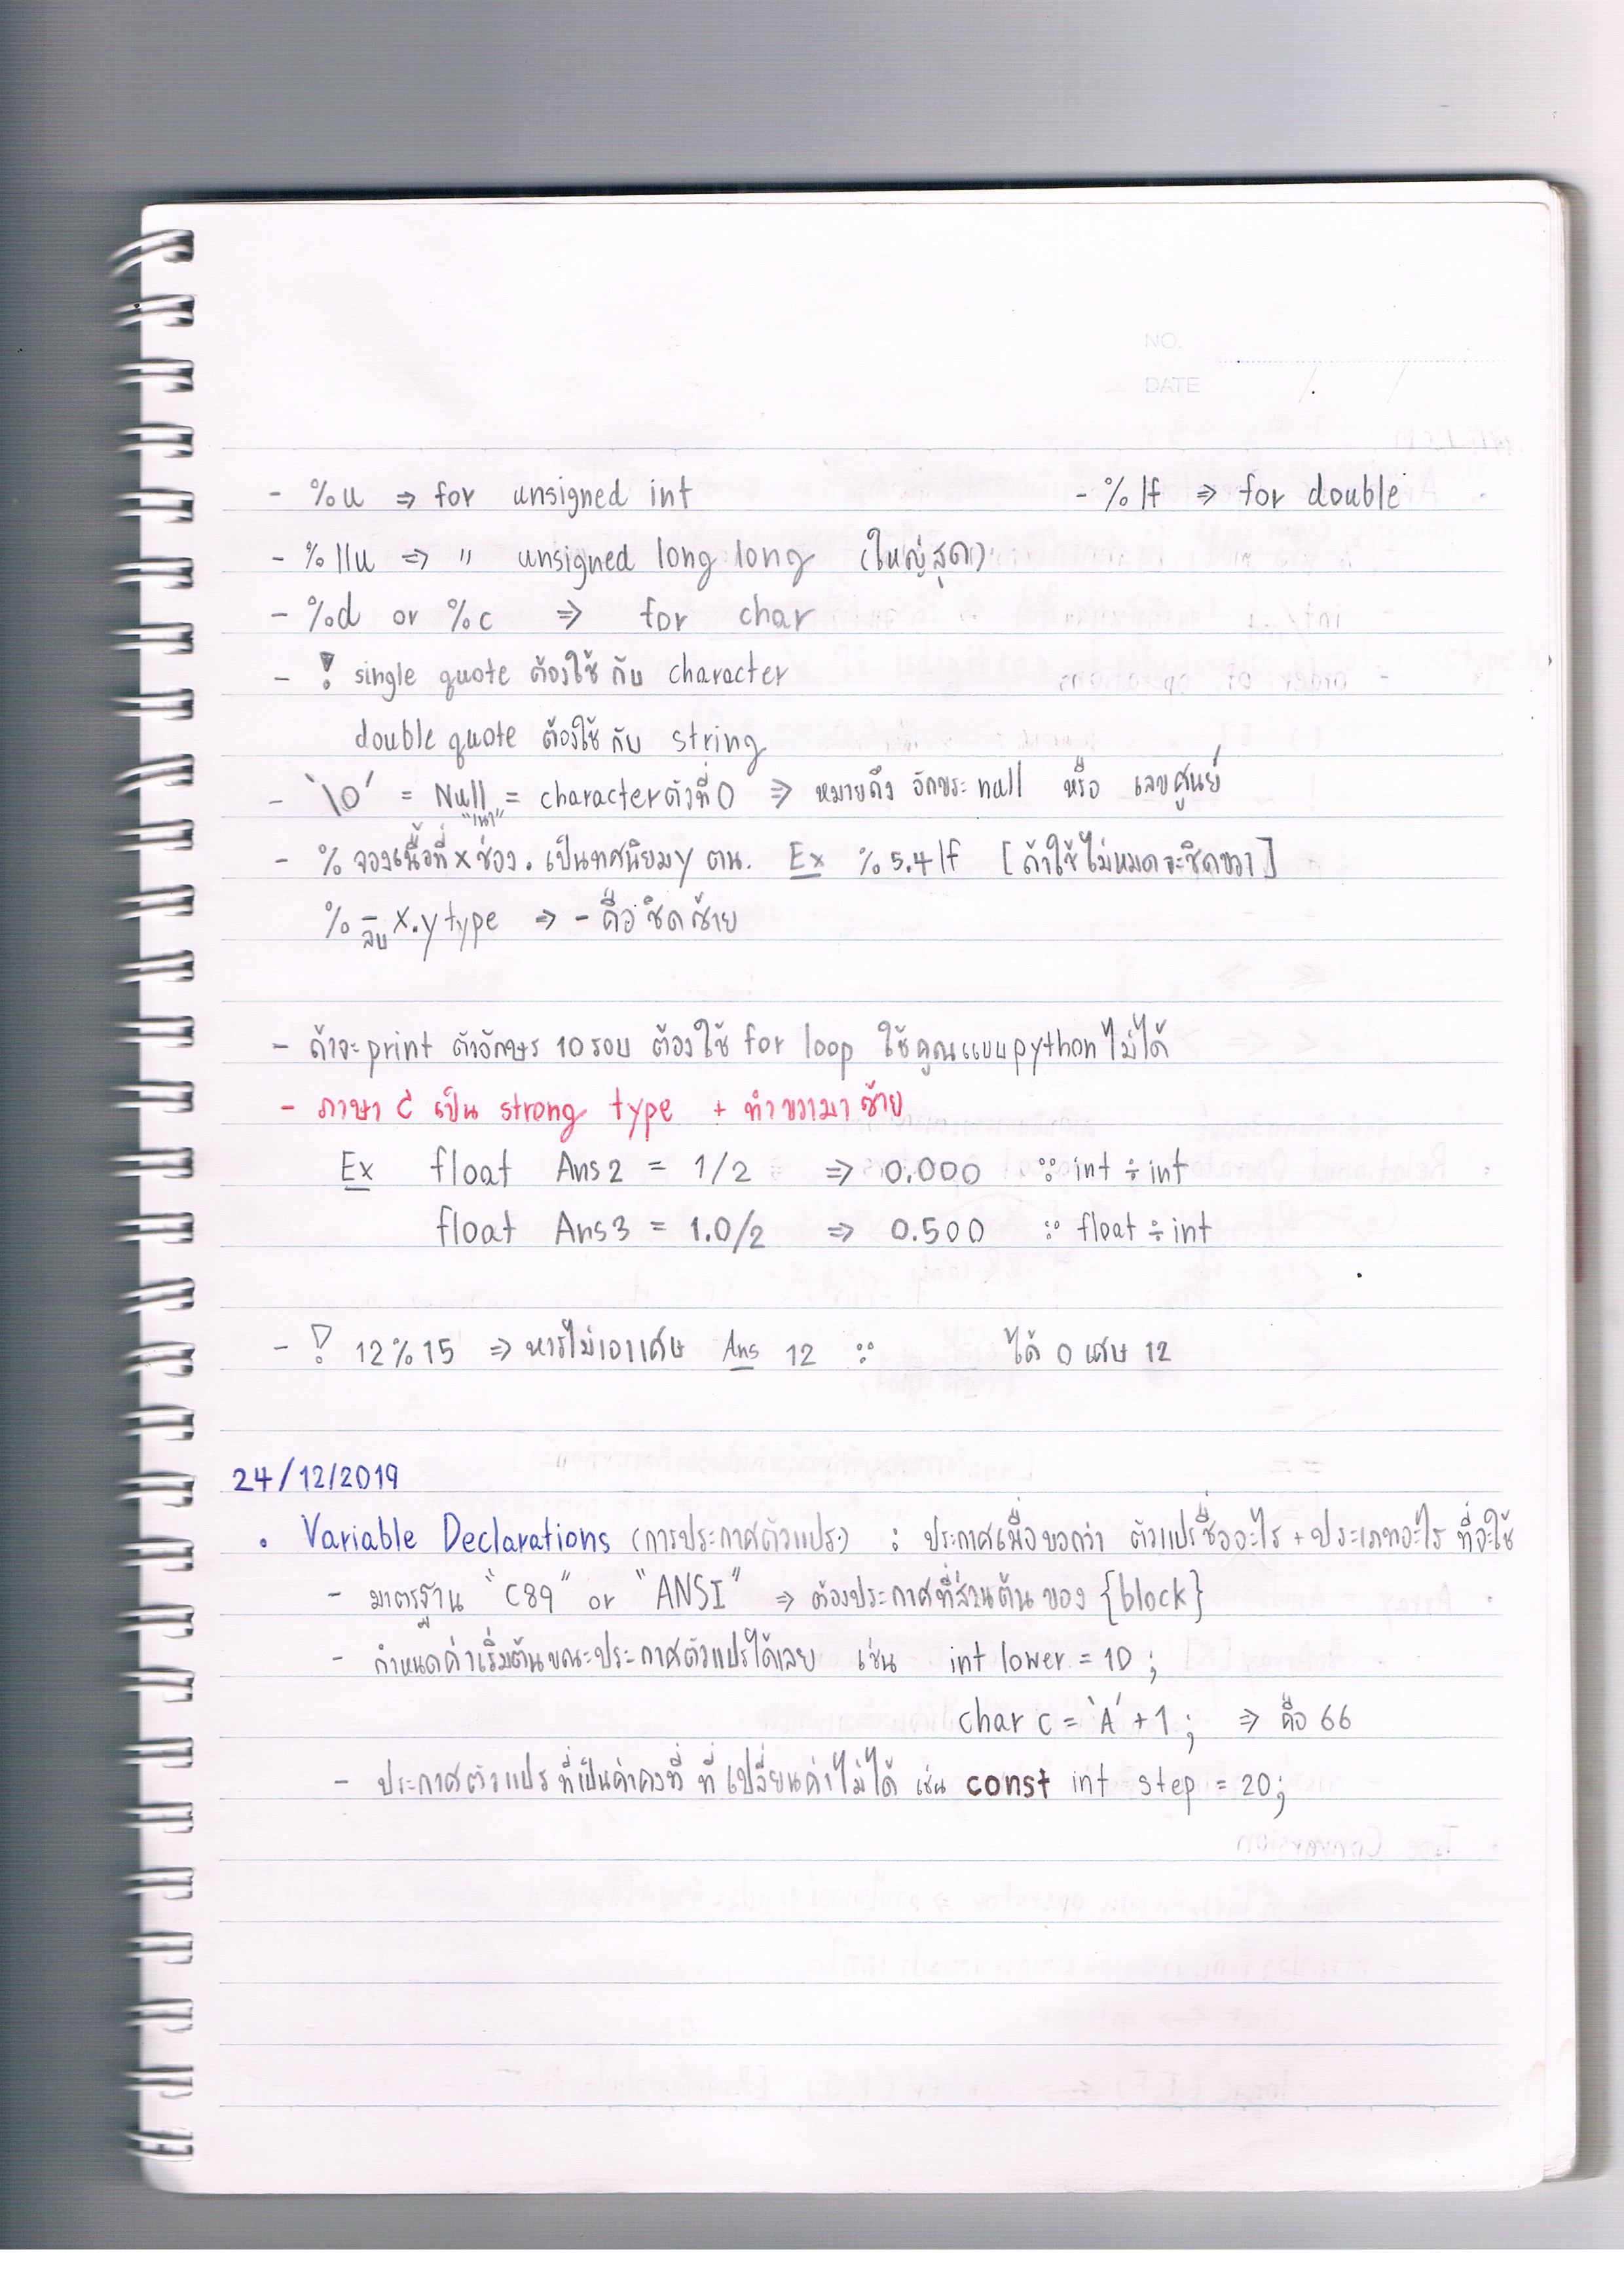 NO.
DATE / /
- %u ⇒ for unsigned int - %lf ⇒ for double
- %llu ⇒ " unsigned long long (ใหญ่สุด)
- %d or %c ⇒ for char
- ! single quote ต้องใช้ กับ character
double quote ต้องใช้ กับ string
- '\0' = Null = characterตัวที่ 0 ⇒ หมายถึง อักขระ null หรือ เลขศูนย์
- % จองเนื้อที่ x ช่อง . เป็นทศนิยม y ตน. Ex %5.4lf [ถ้าใช้ไม่หมดจะชิดขวา]
% - x.y type ⇒ - คือ ชิดซ้าย
ลบ
- ถ้าจะ print ตัวอักษร 10 รอบ ต้องใช้ for loop ใช้คูณแบบ python ไม่ได้
- ภาษา C เป็น strong type + ทำขวามาซ้าย
Ex float Ans2 = 1/2 ⇒ 0.000 ∵ int ÷ int
float Ans3 = 1.0/2 ⇒ 0.500 ∵ float ÷ int
- ! 12%15 ⇒ หารไม่เอาเศษ Ans 12 ∵ ได้ 0 เศษ 12
24/12/2019
• Variable Declarations (การประกาศตัวแปร) : ประกาศเพื่อบอกว่า ตัวแปรชื่ออะไร + ประเภทอะไร ที่จะใช้
- มาตรฐาน "C89" or "ANSI" ⇒ ต้องประกาศที่ส่วนต้น ของ {block}
- กำหนดค่าเริ่มต้นขณะประกาศตัวแปรได้เลย เช่น int lower = 10 ;
char c = 'A' + 1 ; ⇒ คือ 66
- ประกาศตัวแปร ที่เป็นค่าคงที่ ที่เปลี่ยนค่าไม่ได้ เช่น const int step = 20;